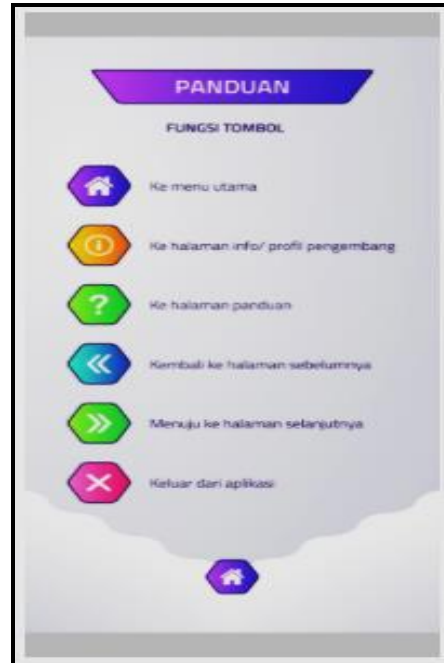 PANDUAN
FUNGSI TOMBOL
Ke menu utama
Ke halaman info/ profil pengembang
Ke halaman panduan
Kembali ke halaman sebelumnya
Menuju ke halaman selanjutnya
Keluar dari aplikasi